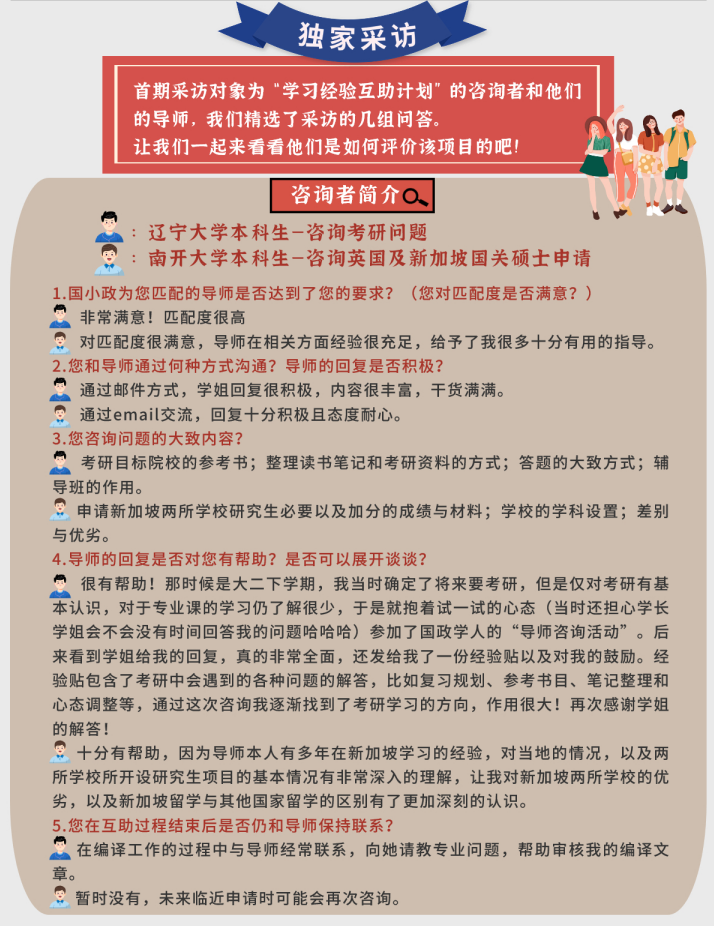 独家采访
首期采访对象为“学习经验互助计划”的咨询者和他们
的导师，我们精选了采访的几组问答。
让我们一起来看看他们是如何评价该项目的吧！
咨询者简介
：辽宁大学本科生-咨询考研问题
：南开大学本科生-咨询英国及新加坡国关硕士申请
1.国小政为您匹配的导师是否达到了您的要求？（您对匹配度是否满意？）
非常满意！匹配度很高
对匹配度很满意，导师在相关方面经验很充足，给予了我很多十分有用的指导。
2.您和导师通过何种方式沟通？导师的回复是否积极？
通过邮件方式，学姐回复很积极，内容很丰富，干货满满。
通过email交流，回复十分积极且态度耐心。
3.您咨询问题的大致内容？
考研目标院校的参考书；整理读书笔记和考研资料的方式；答题的大致方式；辅
导班的作用。
申请新加坡两所学校研究生必要以及加分的成绩与材料；学校的学科设置；差别
与优劣。
4.导师的回复是否对您有帮助？是否可以展开谈谈？
很有帮助！那时候是大二下学期，我当时确定了将来要考研，但是仅对考研有基
本认识，对于专业课的学习仍了解很少，于是就抱着试一试的心态（当时还担心学长
学姐会不会没有时间回答我的问题哈哈哈）参加了国政学人的“导师咨询活动”。后
来看到学姐给我的回复，真的非常全面，还发给我了一份经验贴以及对我的鼓励。经
验贴包含了考研中会遇到的各种问题的解答，比如复习规划、参考书目、笔记整理和
心态调整等，通过这次咨询我逐渐找到了考研学习的方向，作用很大！再次感谢学姐
的解答！
十分有帮助，因为导师本人有多年在新加坡学习的经验，对当地的情况，以及两
所学校所开设研究生项目的基本情况有非常深入的理解，让我对新加坡两所学校的优
劣，以及新加坡留学与其他国家留学的区别有了更加深刻的认识。
5.您在互助过程结束后是否仍和导师保持联系？
在编译工作的过程中与导师经常联系，向她请教专业问题，帮助审核我的编译文
章。
暂时没有，未来临近申请时可能会再次咨询。